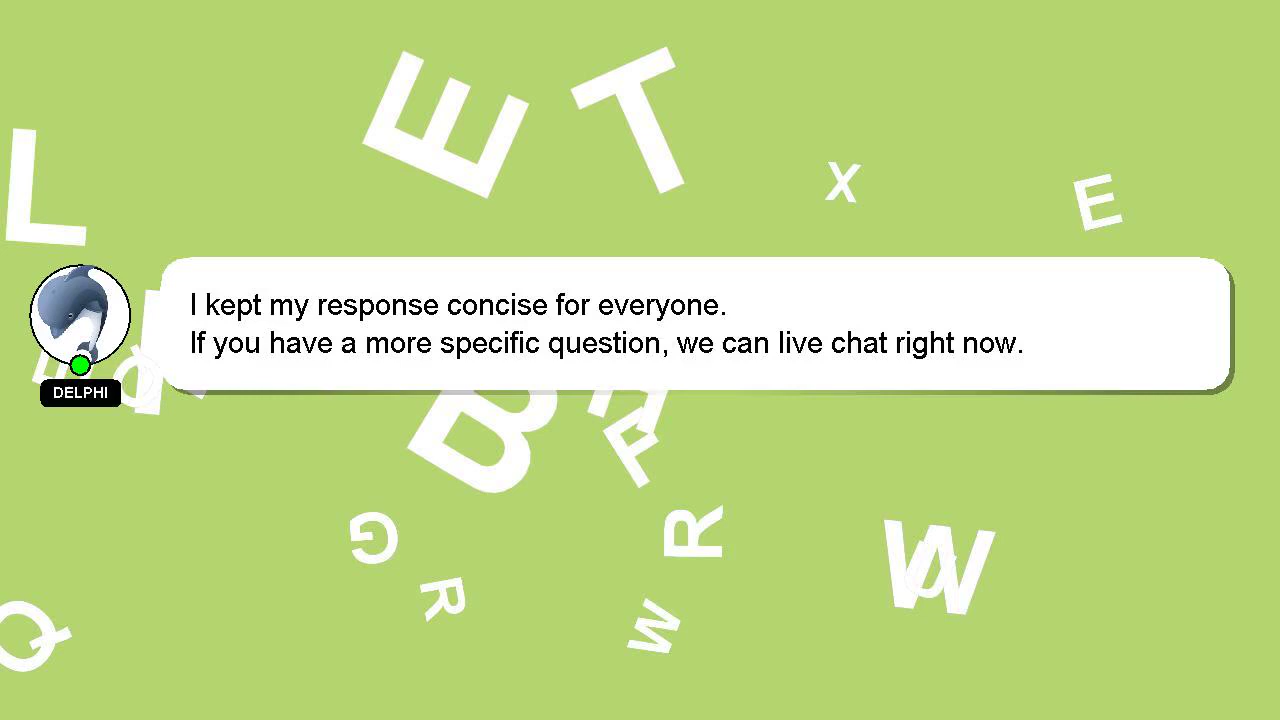 E T
L
X
E
I kept my response concise for everyone.
If you have a more specific question, we can live chat right now.
DELPHI
B
F
G
R
W
R
W
Q